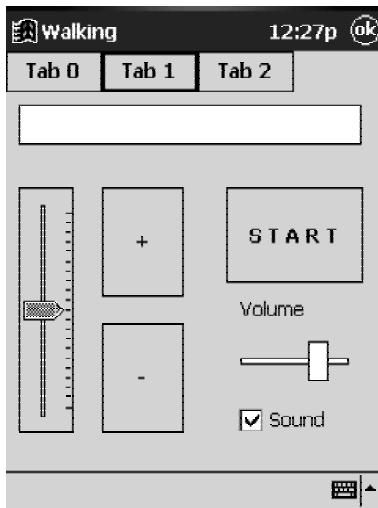 Walking 12:27p ok
Tab 0 Tab 1 Tab 2
+
START
-
Volume
Sound